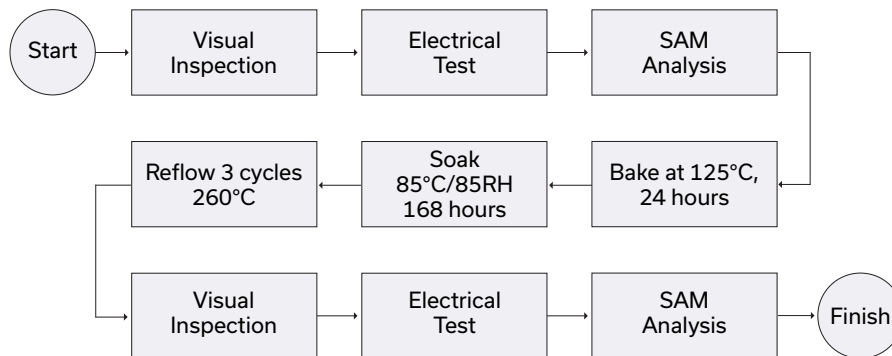 Start
Visual
Inspection
Electrical
Test
SAM
Analysis
Reflow 3 cycles
260°C
Soak
85°C/85RH
168 hours
Bake at 125°C,
24 hours
Visual
Inspection
Electrical
Test
SAM
Analysis
Finish